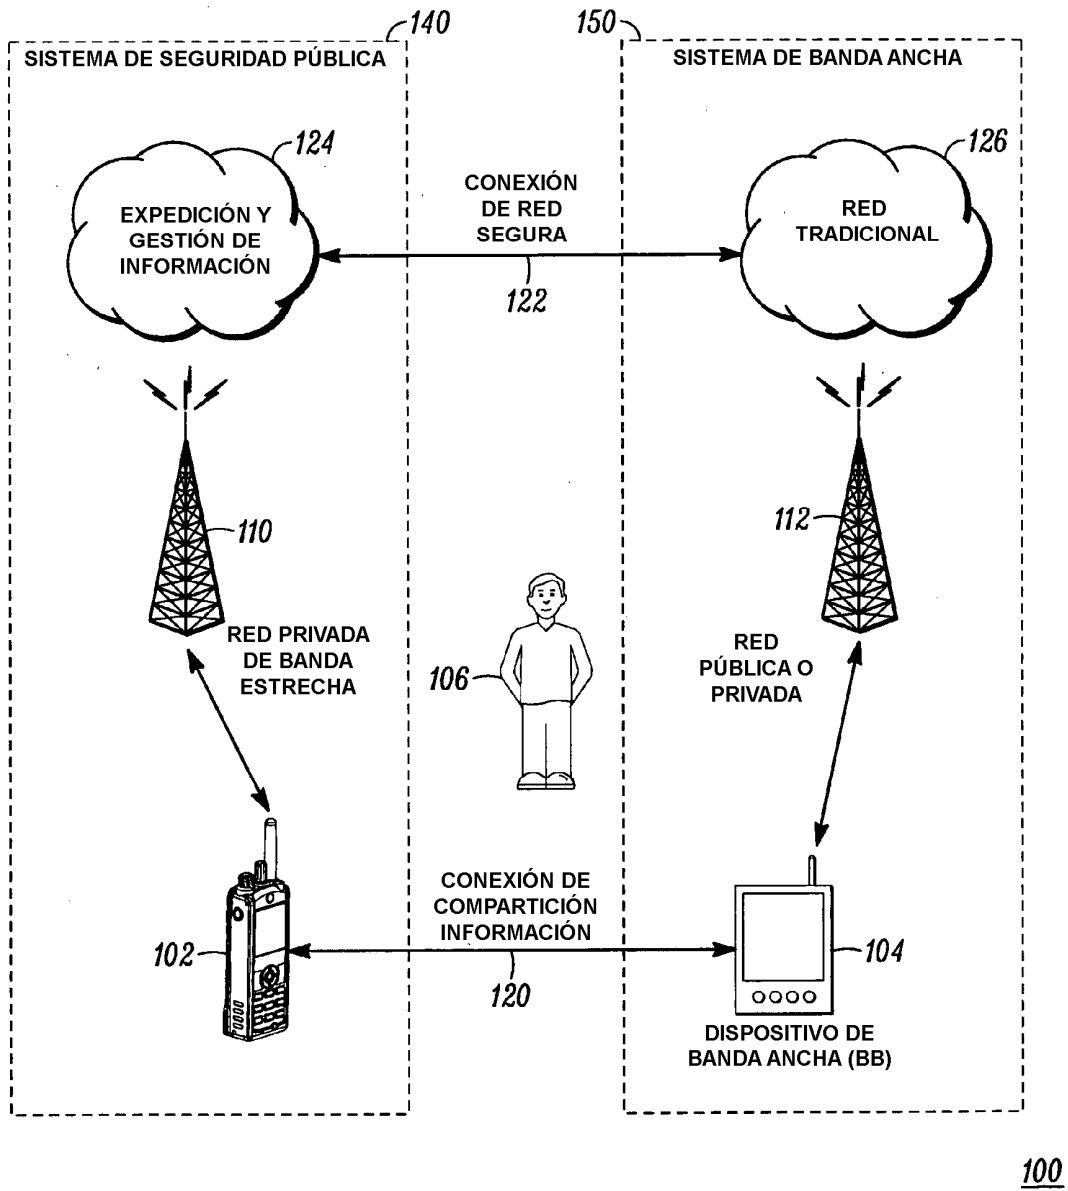 140
150
SISTEMA DE SEGURIDAD PÚBLICA
SISTEMA DE BANDA ANCHA
124
126
EXPEDICIÓN Y
GESTIÓN DE
INFORMACIÓN
CONEXIÓN
DE RED
SEGURA
122
RED
TRADICIONAL
110
112
RED PRIVADA
DE BANDA
ESTRECHA
106
RED
PÚBLICA O
PRIVADA
102
CONEXIÓN DE
COMPARTICIÓN
INFORMACIÓN
120
104
DISPOSITIVO DE
BANDA ANCHA (BB)
100